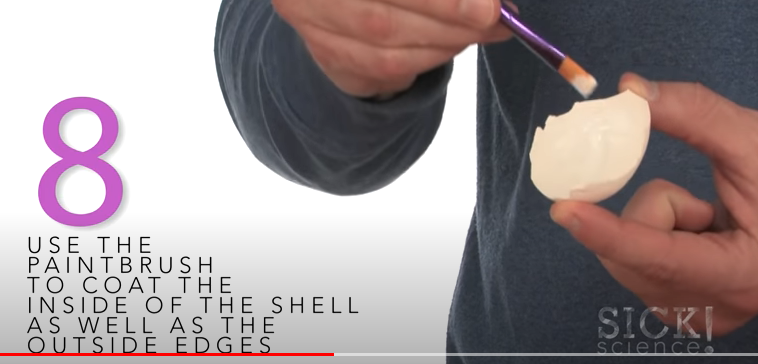 8
USE THE
PAINTBRUSH
TO COAT THE
INSIDE OF THE SHELL
AS WELL AS THE
OUTSIDE EDGES
SICK!
science®